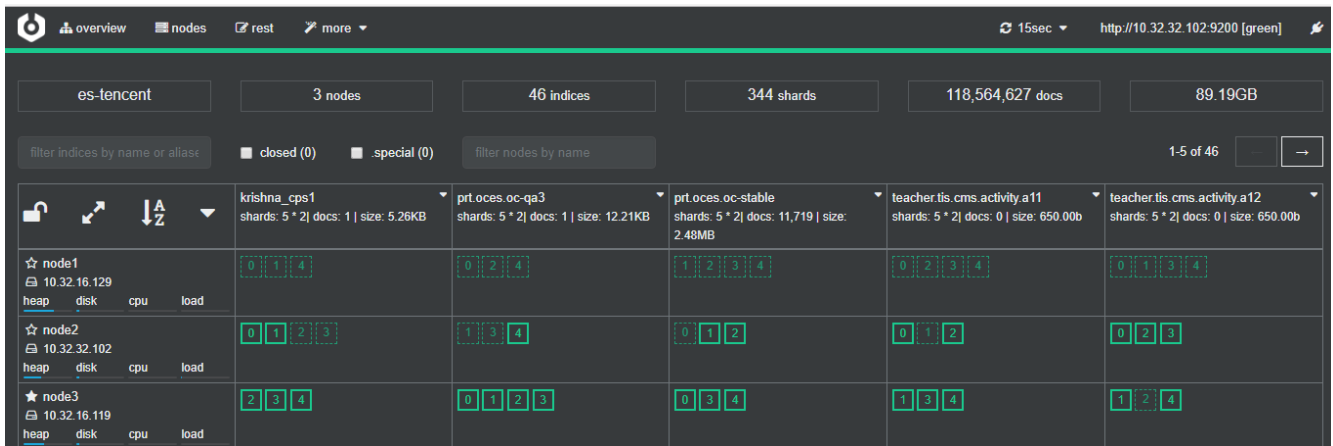 overview nodes rest more 15sec http://10.32.32.102:9200 [green]
es-tencent 3 nodes 46 indices 344 shards 118,564,627 docs 89.19GB
filter indices by name or aliase closed (0) .special (0) filter nodes by name 1-5 of 46 ← →
krishna_cps1 prt.oces.oc-qa3 prt.oces.oc-stable teacher.tis.cms.activity.a11 teacher.tis.cms.activity.a12
shards: 5 * 2| docs: 1 | size: 5.26KB shards: 5 * 2| docs: 1 | size: 12.21KB shards: 5 * 2| docs: 11,719 | size: shards: 5 * 2| docs: 0 | size: 650.00b shards: 5 * 2| docs: 0 | size: 650.00b
A Z 2.48MB
node1 0 1 4 0 2 4 1 2 3 4 0 2 3 4 0 1 3 4
10.32.16.129
heap disk cpu load
node2 0 1 2 3 1 3 4 0 1 2 0 1 2 0 2 3
10.32.32.102
heap disk cpu load
node3 2 3 4 0 1 2 3 0 3 4 1 3 4 1 2 4
10.32.16.119
heap disk cpu load